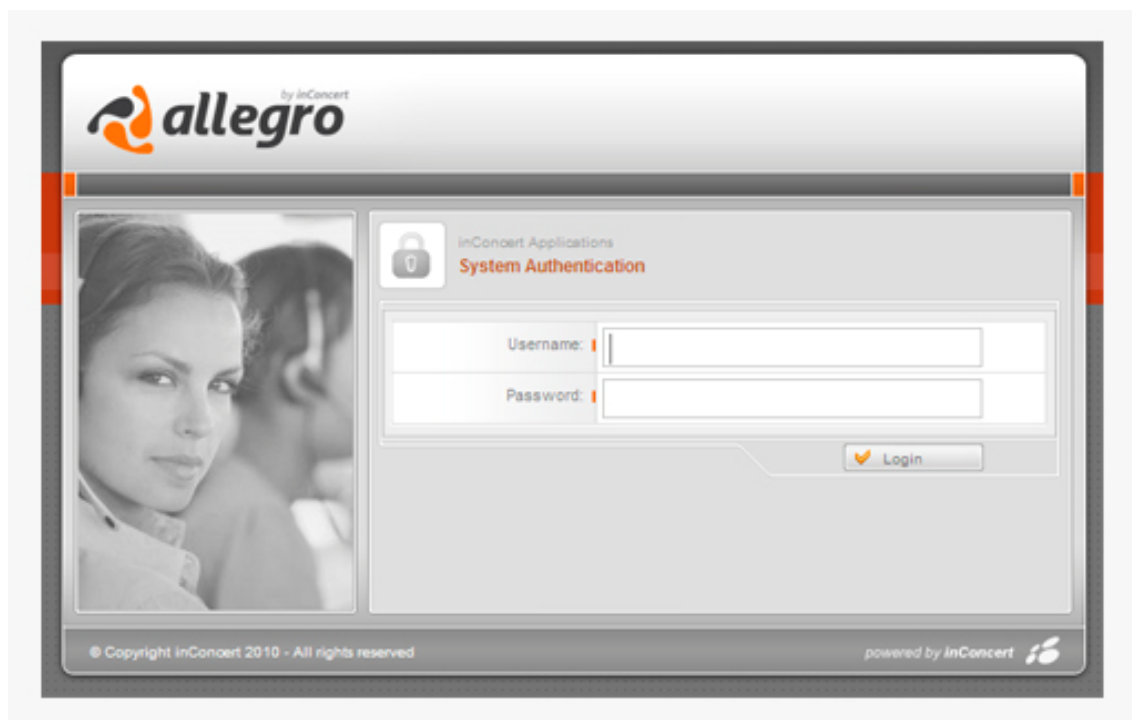 by inConcert
allegro
inConcert Applications
System Authentication
Username:
Password:
Login
© Copyright inConcert 2010 - All rights reserved
powered by inConcert